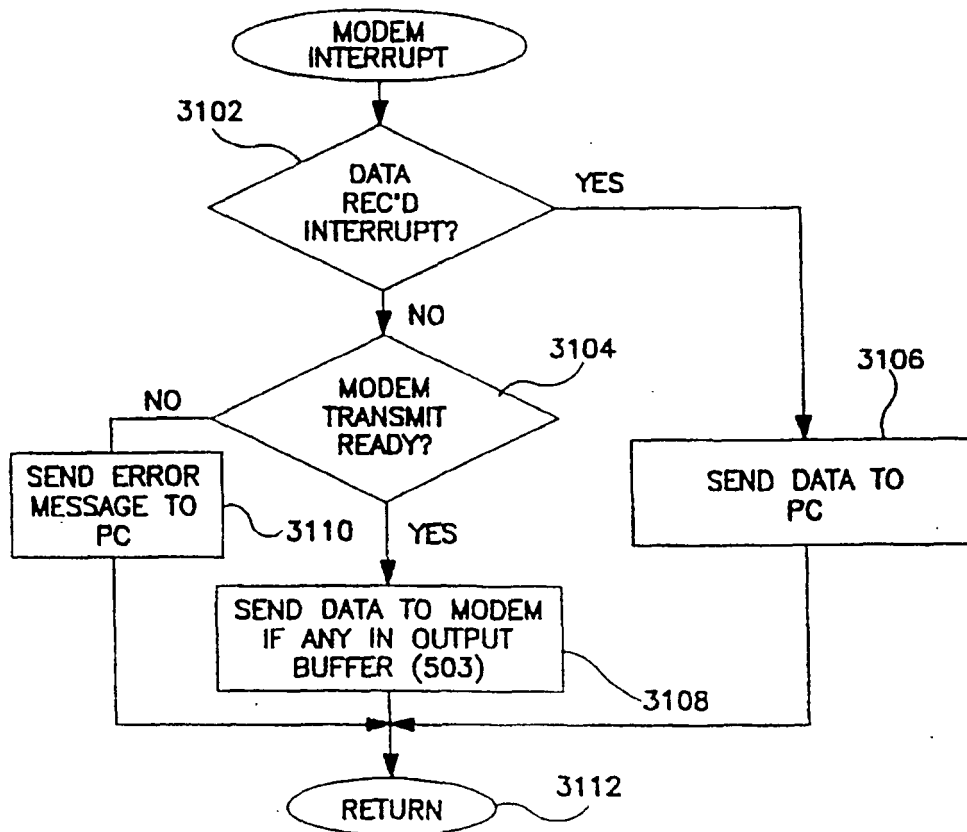 MODEM
INTERRUPT
3102
DATA
REC'D
INTERRUPT?
YES
NO
3104
MODEM
TRANSMIT
READY?
NO
3106
SEND DATA TO
PC
SEND ERROR
MESSAGE TO
PC
3110
YES
SEND DATA TO MODEM
IF ANY IN OUTPUT
BUFFER (503)
3108
RETURN
3112